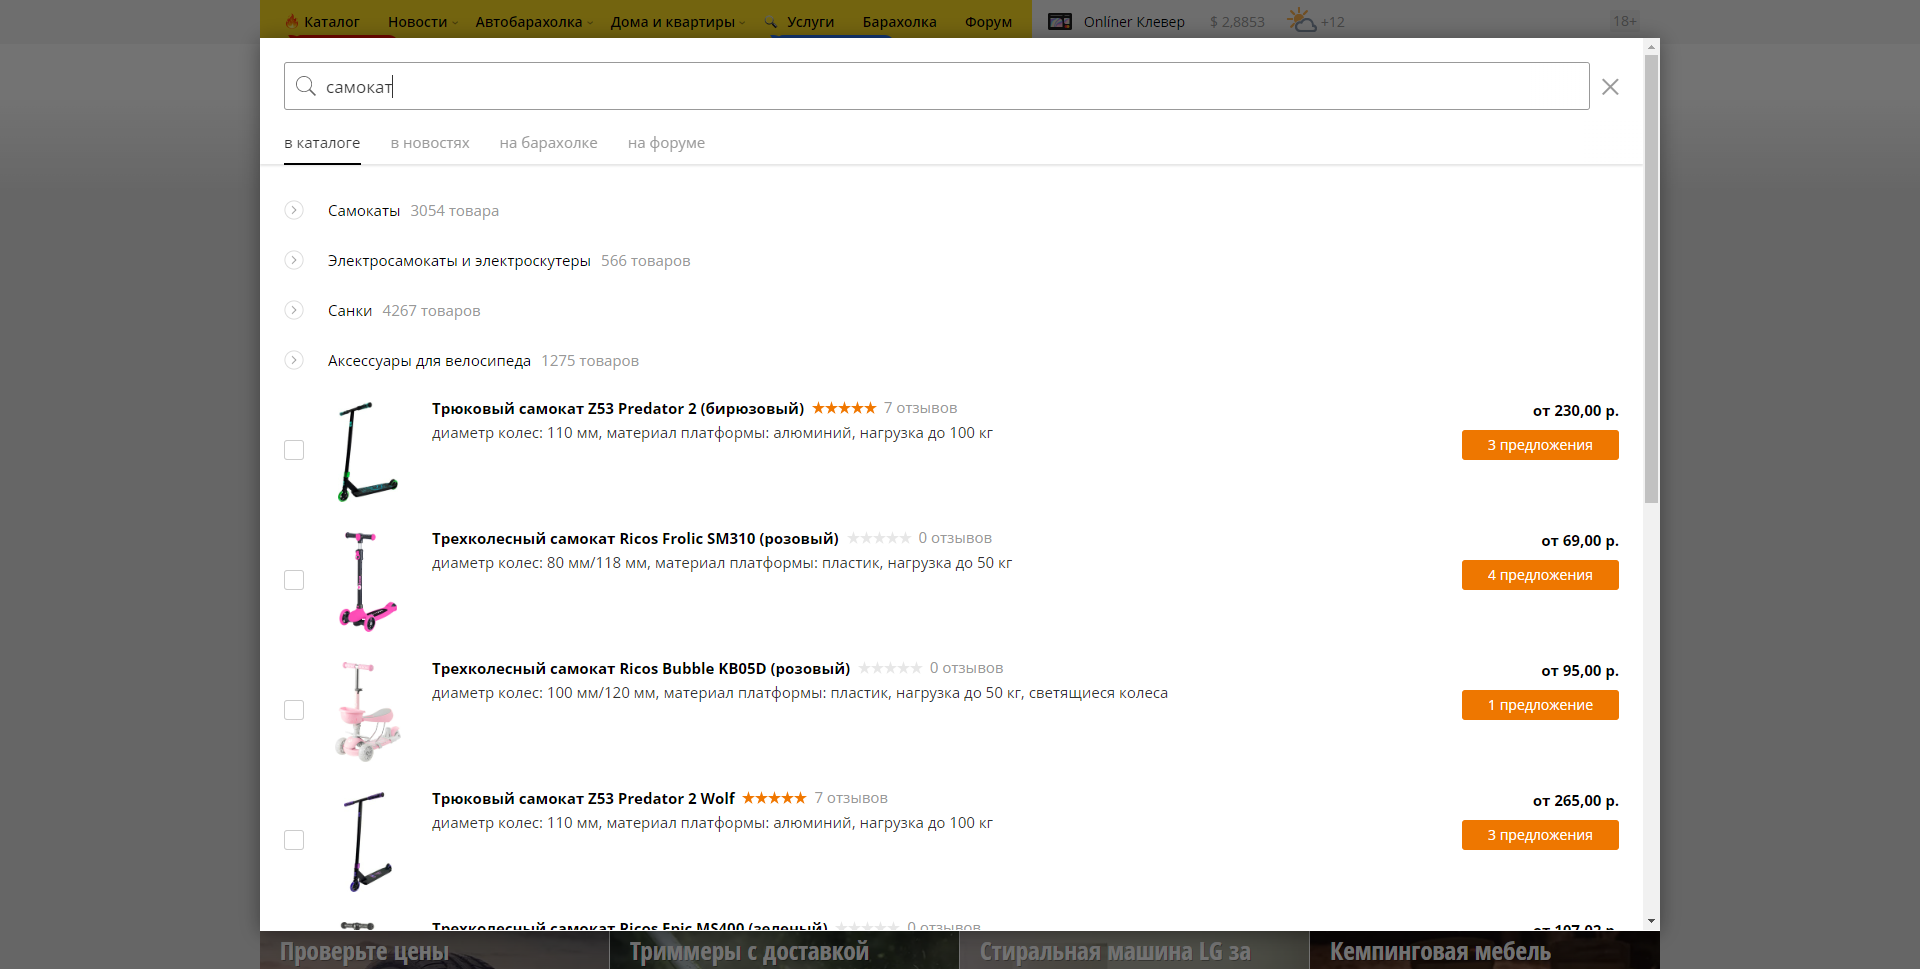 Каталог Новости Автобарахолка Дома и квартиры Услуги Барахолка Форум Onlíner Клевер $ 2,8853 +12 18+
самокат
в каталоге в новостях на барахолке на форуме
Самокаты 3054 товара
Электросамокаты и электроскутеры 566 товаров
Санки 4267 товаров
Аксессуары для велосипеда 1275 товаров
Трюковый самокат Z53 Predator 2 (бирюзовый) 7 отзывов
от 230,00 р.
диаметр колес: 110 мм, материал платформы: алюминий, нагрузка до 100 кг
3 предложения
Трехколесный самокат Ricos Frolic SM310 (розовый) 0 отзывов
от 69,00 р.
диаметр колес: 80 мм/118 мм, материал платформы: пластик, нагрузка до 50 кг
4 предложения
Трехколесный самокат Ricos Bubble KB05D (розовый) 0 отзывов
от 95,00 р.
диаметр колес: 100 мм/120 мм, материал платформы: пластик, нагрузка до 50 кг, светящиеся колеса
1 предложение
Трюковый самокат Z53 Predator 2 Wolf 7 отзывов
от 265,00 р.
диаметр колес: 110 мм, материал платформы: алюминий, нагрузка до 100 кг
3 предложения
Трехколесный самокат Ricos Epic MS400 (зеленый) 0 отзывов
от 107,02 р.
Проверьте цены Триммеры с доставкой Стиральная машина LG за Кемпинговая мебель